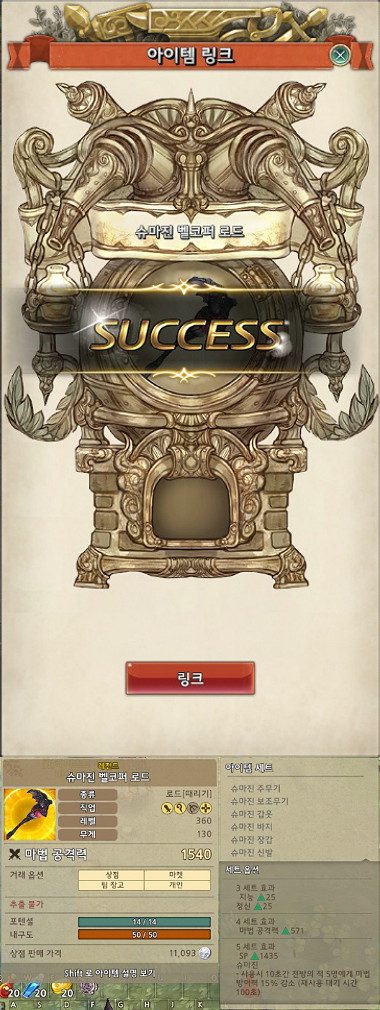 아이템 링크
슈마진 벨코퍼 로드
SUCCESS
링크
레전드
슈마진 벨코퍼 로드
종류 로드[때리기]
직업
레벨 360
무게 130
마법 공격력 1540
거래 옵션 상점 마켓
팀 창고 개인
추출 불가
포텐셜 14 / 14
내구도 50 / 50
상점 판매 가격 11,093
Shift 로 아이템 설명 보기
20 20 20
A S D F G H J K
아이템 세트
슈마진 주무기
슈마진 보조무기
슈마진 갑옷
슈마진 바지
슈마진 장갑
슈마진 신발
세트 옵션
3 세트 효과
지능 ▲25
정신 ▲25
4 세트 효과
마법 공격력 ▲571
5 세트 효과
SP ▲1435
슈마진
- 사용시 10초간 전방의 적 5명에게 마법
방어력 15% 감소 (재사용 대기 시간
100초)